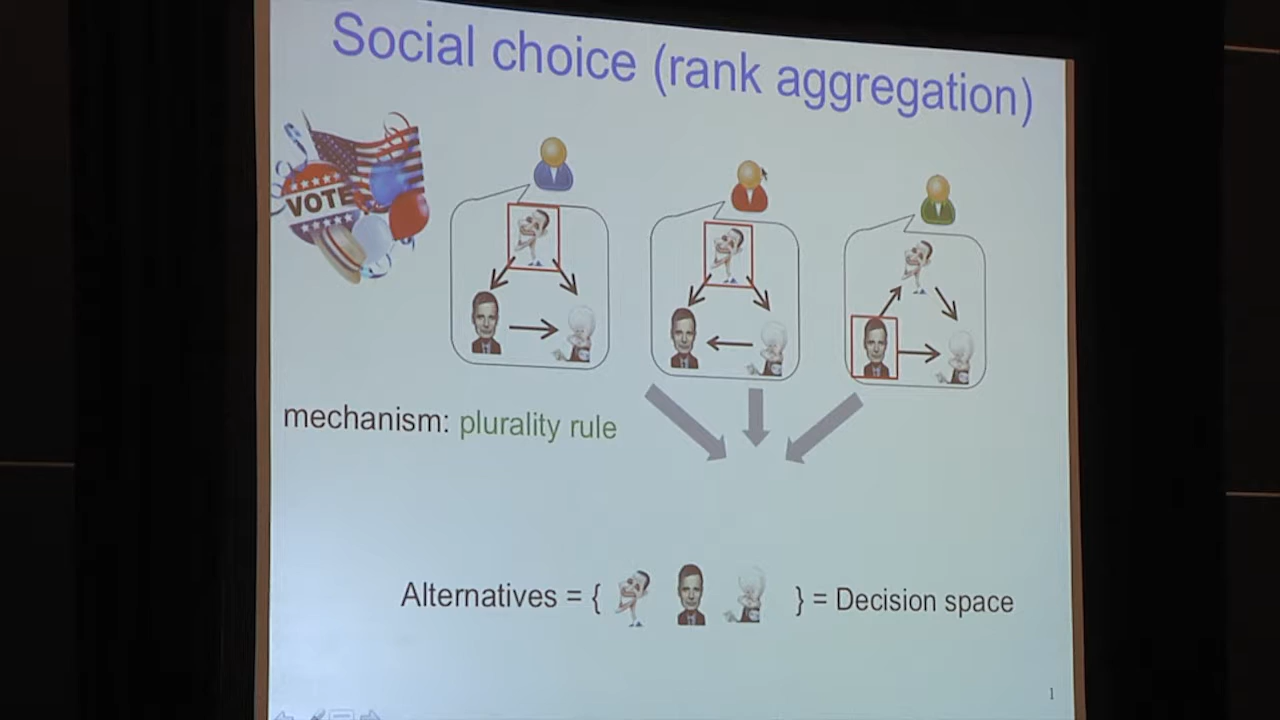 Social choice (rank aggregation)
VOTE
mechanism: plurality rule
Alternatives = { } = Decision space
1